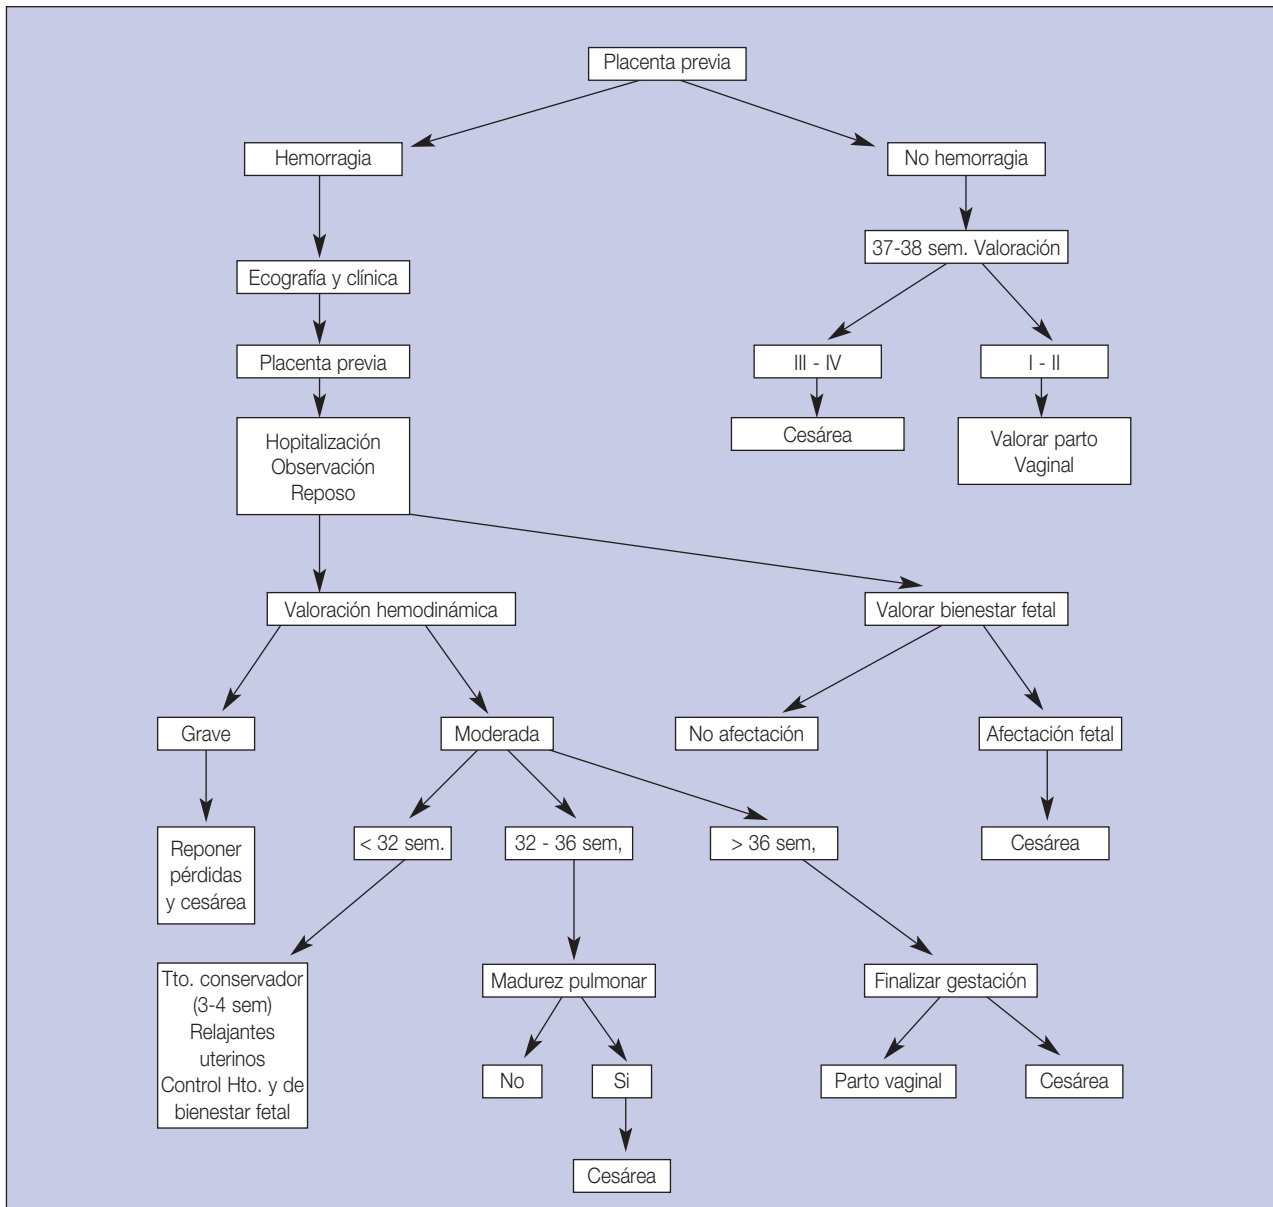 Placenta previa
Hemorragia
No hemorragia
37-38 sem. Valoración
Ecografía y clínica
Placenta previa
III - IV
I - II
Hopitalización
Observación
Reposo
Cesárea
Valorar parto
Vaginal
Valoración hemodinámica
Valorar bienestar fetal
Grave
Moderada
No afectación
Afectación fetal
Reponer
pérdidas
y cesárea
< 32 sem.
32 - 36 sem,
> 36 sem,
Cesárea
Tto. conservador
(3-4 sem)
Relajantes
uterinos
Control Hto. y de
bienestar fetal
Madurez pulmonar
Finalizar gestación
No
Si
Parto vaginal
Cesárea
Cesárea